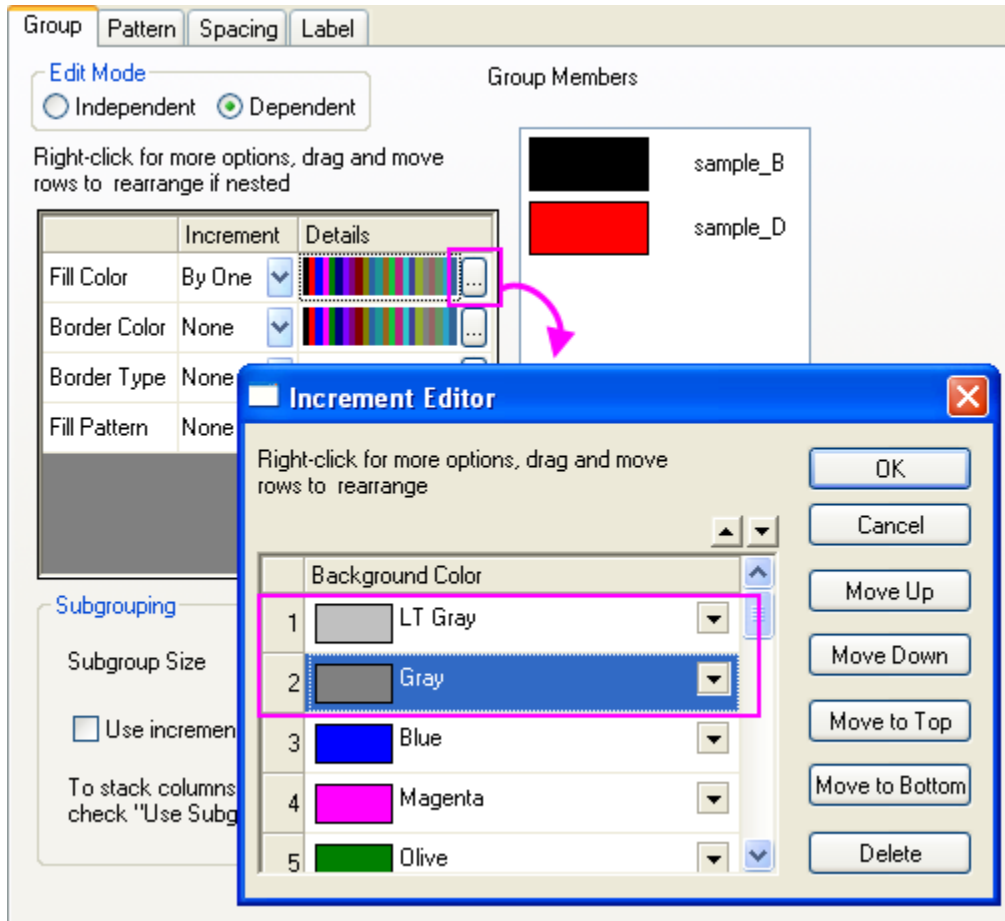 Group Pattern Spacing Label
Edit Mode
Independent Dependent
Group Members
Right-click for more options, drag and move
rows to rearrange if nested
sample_B
sample_D
Increment Details
Fill Color By One ...
Border Color None ...
Border Type None
Fill Pattern None
Subgrouping
Subgroup Size
Use incremen
To stack columns
check "Use Subg
Increment Editor
Right-click for more options, drag and move
rows to rearrange
Background Color
1 LT Gray
2 Gray
3 Blue
4 Magenta
5 Olive
OK
Cancel
Move Up
Move Down
Move to Top
Move to Bottom
Delete